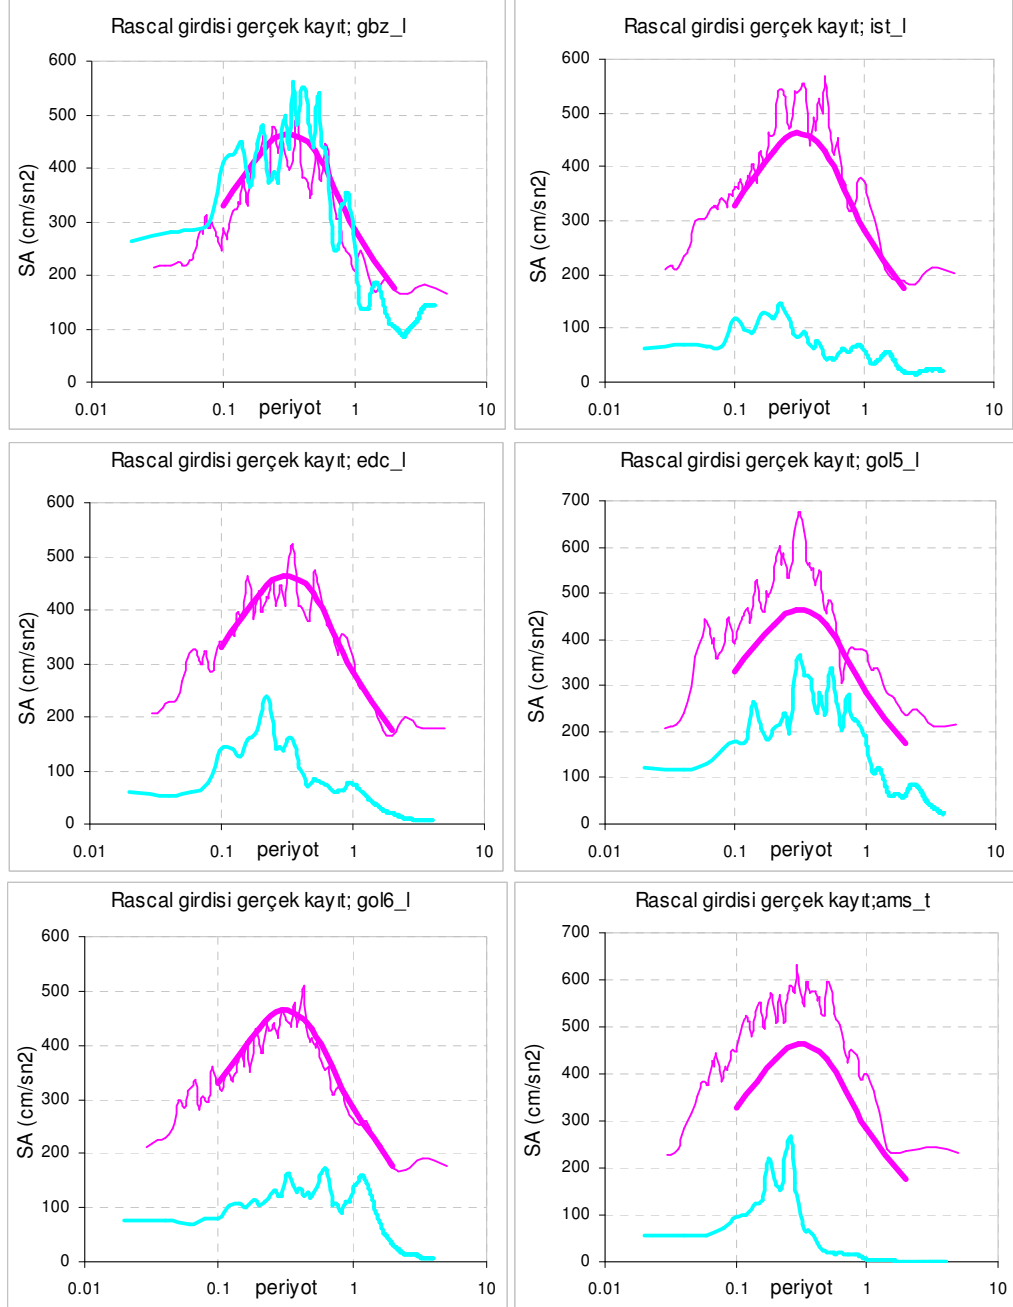 Rascal girdisi gerçek kayıt; gbz_l
SA (cm/sn2)
600
500
400
300
200
100
0
0.01 0.1 1 10
periyot
Rascal girdisi gerçek kayıt; ist_l
SA (cm/sn2)
600
500
400
300
200
100
0
0.01 0.1 1 10
periyot
Rascal girdisi gerçek kayıt; edc_l
SA (cm/sn2)
600
500
400
300
200
100
0
0.01 0.1 1 10
periyot
Rascal girdisi gerçek kayıt; gol5_l
SA (cm/sn2)
700
600
500
400
300
200
100
0
0.01 0.1 1 10
periyot
Rascal girdisi gerçek kayıt; gol6_l
SA (cm/sn2)
600
500
400
300
200
100
0
0.01 0.1 1 10
periyot
Rascal girdisi gerçek kayıt;ams_t
SA (cm/sn2)
700
600
500
400
300
200
100
0
0.01 0.1 1 10
periyot